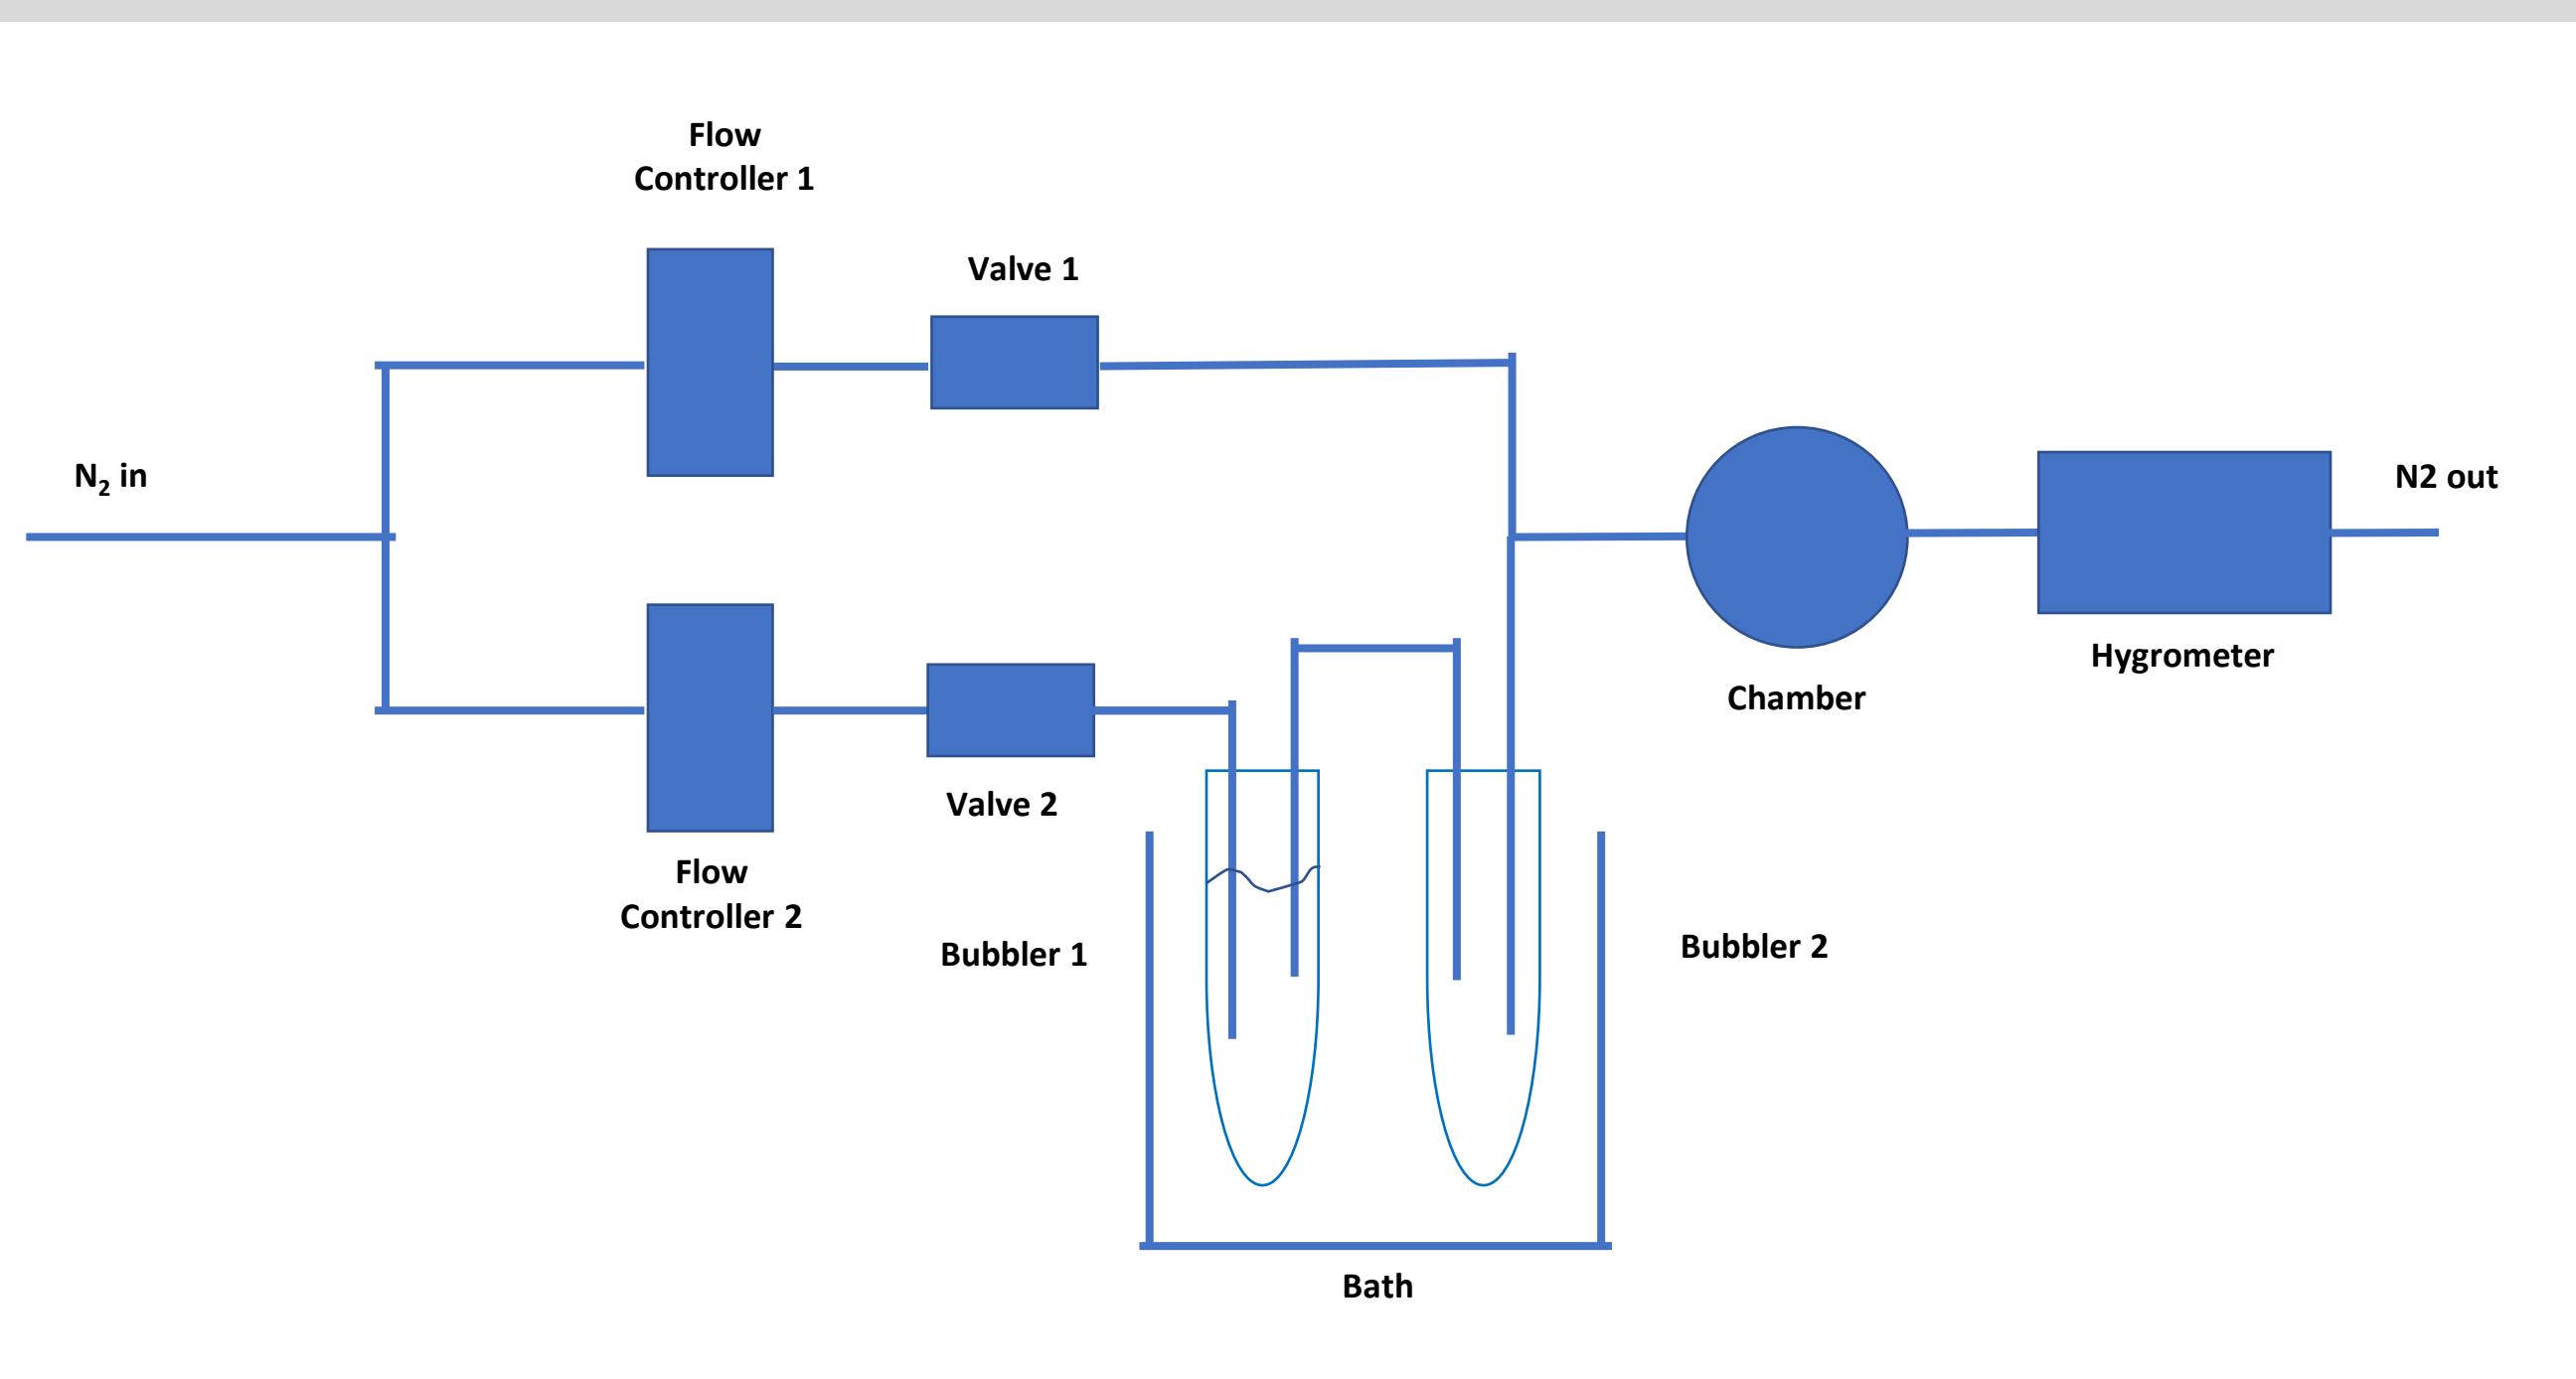 Flow
Controller 1
Valve 1
N₂ in
N2 out
Hygrometer
Chamber
Valve 2
Flow
Controller 2
Bubbler 1
Bubbler 2
Bath